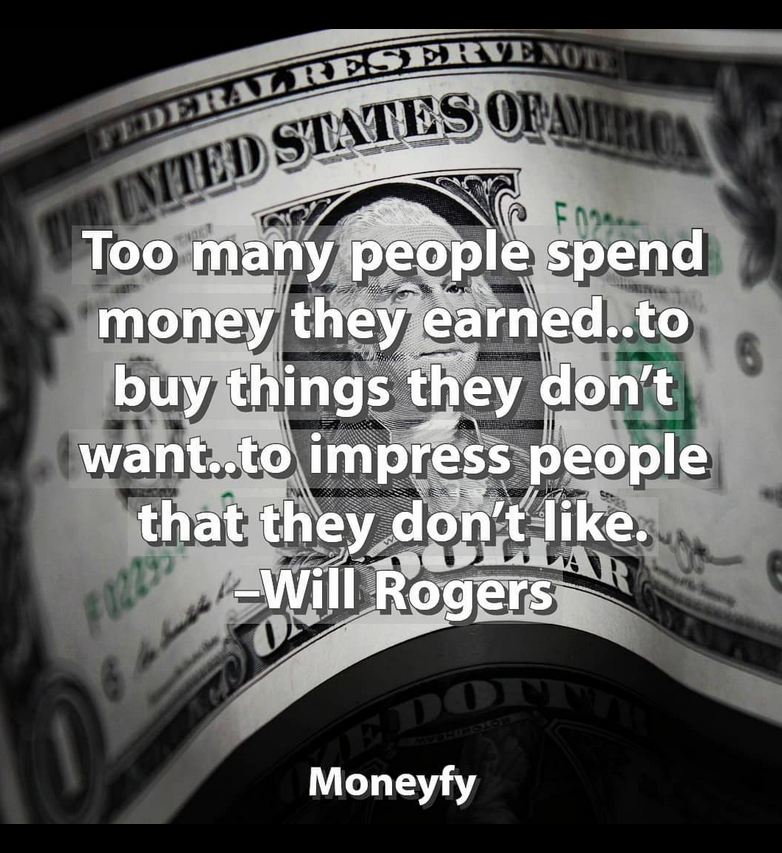 FEDERAL RESERVE NOTE
THE UNITED STATES OF AMERICA
Too many people spend
money they earned..to
buy things they don’t
want..to impress people
that they don’t like.
–Will Rogers
DOLLAR
Moneyfy